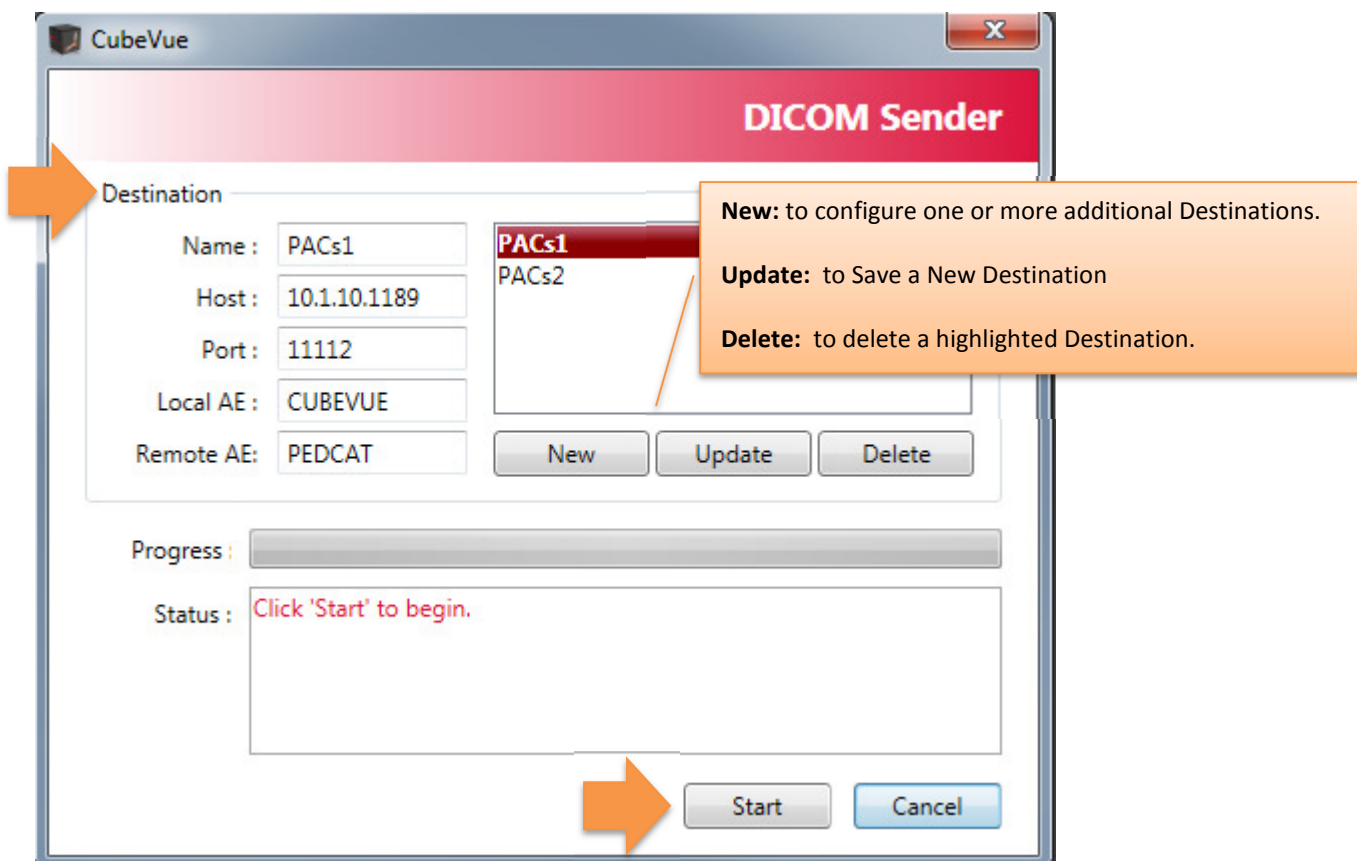 CubeVue
DICOM Sender
Destination
Name : PACs1
Host : 10.1.10.1189
Port : 11112
Local AE : CUBEVUE
Remote AE: PEDCAT
PACs1
PACs2
New: to configure one or more additional Destinations.
Update: to Save a New Destination
Delete: to delete a highlighted Destination.
New Update Delete
Progress :
Status : Click 'Start' to begin.
Start Cancel